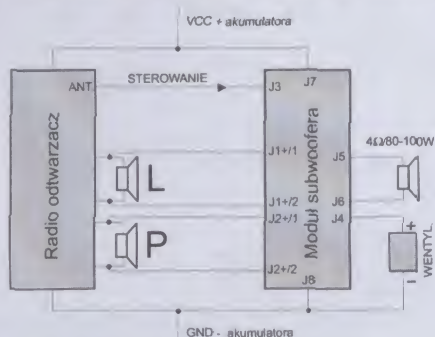 VCC + akumulatora
ANT.
STEROWANIE
J3
J7
Radio odtwarzacz
Moduł subwoofera
4Ω/80-100W
J1+/1
J5
L
J1+/2
J6
J2+/1
J4
P
+
WENTYL.
J2+/2
−
J8
GND - akumulatora